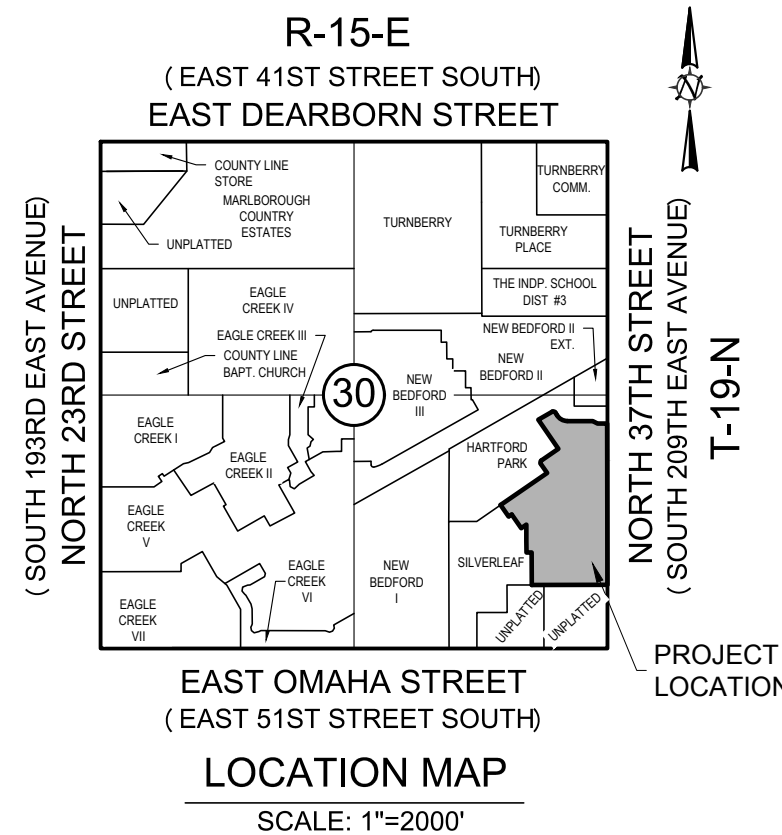 R-15-E
( EAST 41ST STREET SOUTH)
EAST DEARBORN STREET
N
COUNTY LINE
STORE
MARLBOROUGH
COUNTRY
ESTATES
UNPLATTED
TURNBERRY
TURNBERRY
COMM.
TURNBERRY
PLACE
UNPLATTED
EAGLE
CREEK IV
THE INDP. SCHOOL
DIST #3
EAGLE CREEK III
COUNTY LINE
BAPT. CHURCH
NEW BEDFORD II
EXT.
NEW
BEDFORD II
30
NEW
BEDFORD
III
EAGLE
CREEK I
EAGLE
CREEK II
HARTFORD
PARK
EAGLE
CREEK
V
EAGLE
CREEK
VI
NEW
BEDFORD
I
SILVERLEAF
EAGLE
CREEK
VII
UNPLATTED
UNPLATTED
( SOUTH 193RD EAST AVENUE)
NORTH 23RD STREET
NORTH 37TH STREET
( SOUTH 209TH EAST AVENUE)
T-19-N
PROJECT
LOCATION
EAST OMAHA STREET
( EAST 51ST STREET SOUTH)
LOCATION MAP
SCALE: 1"=2000'